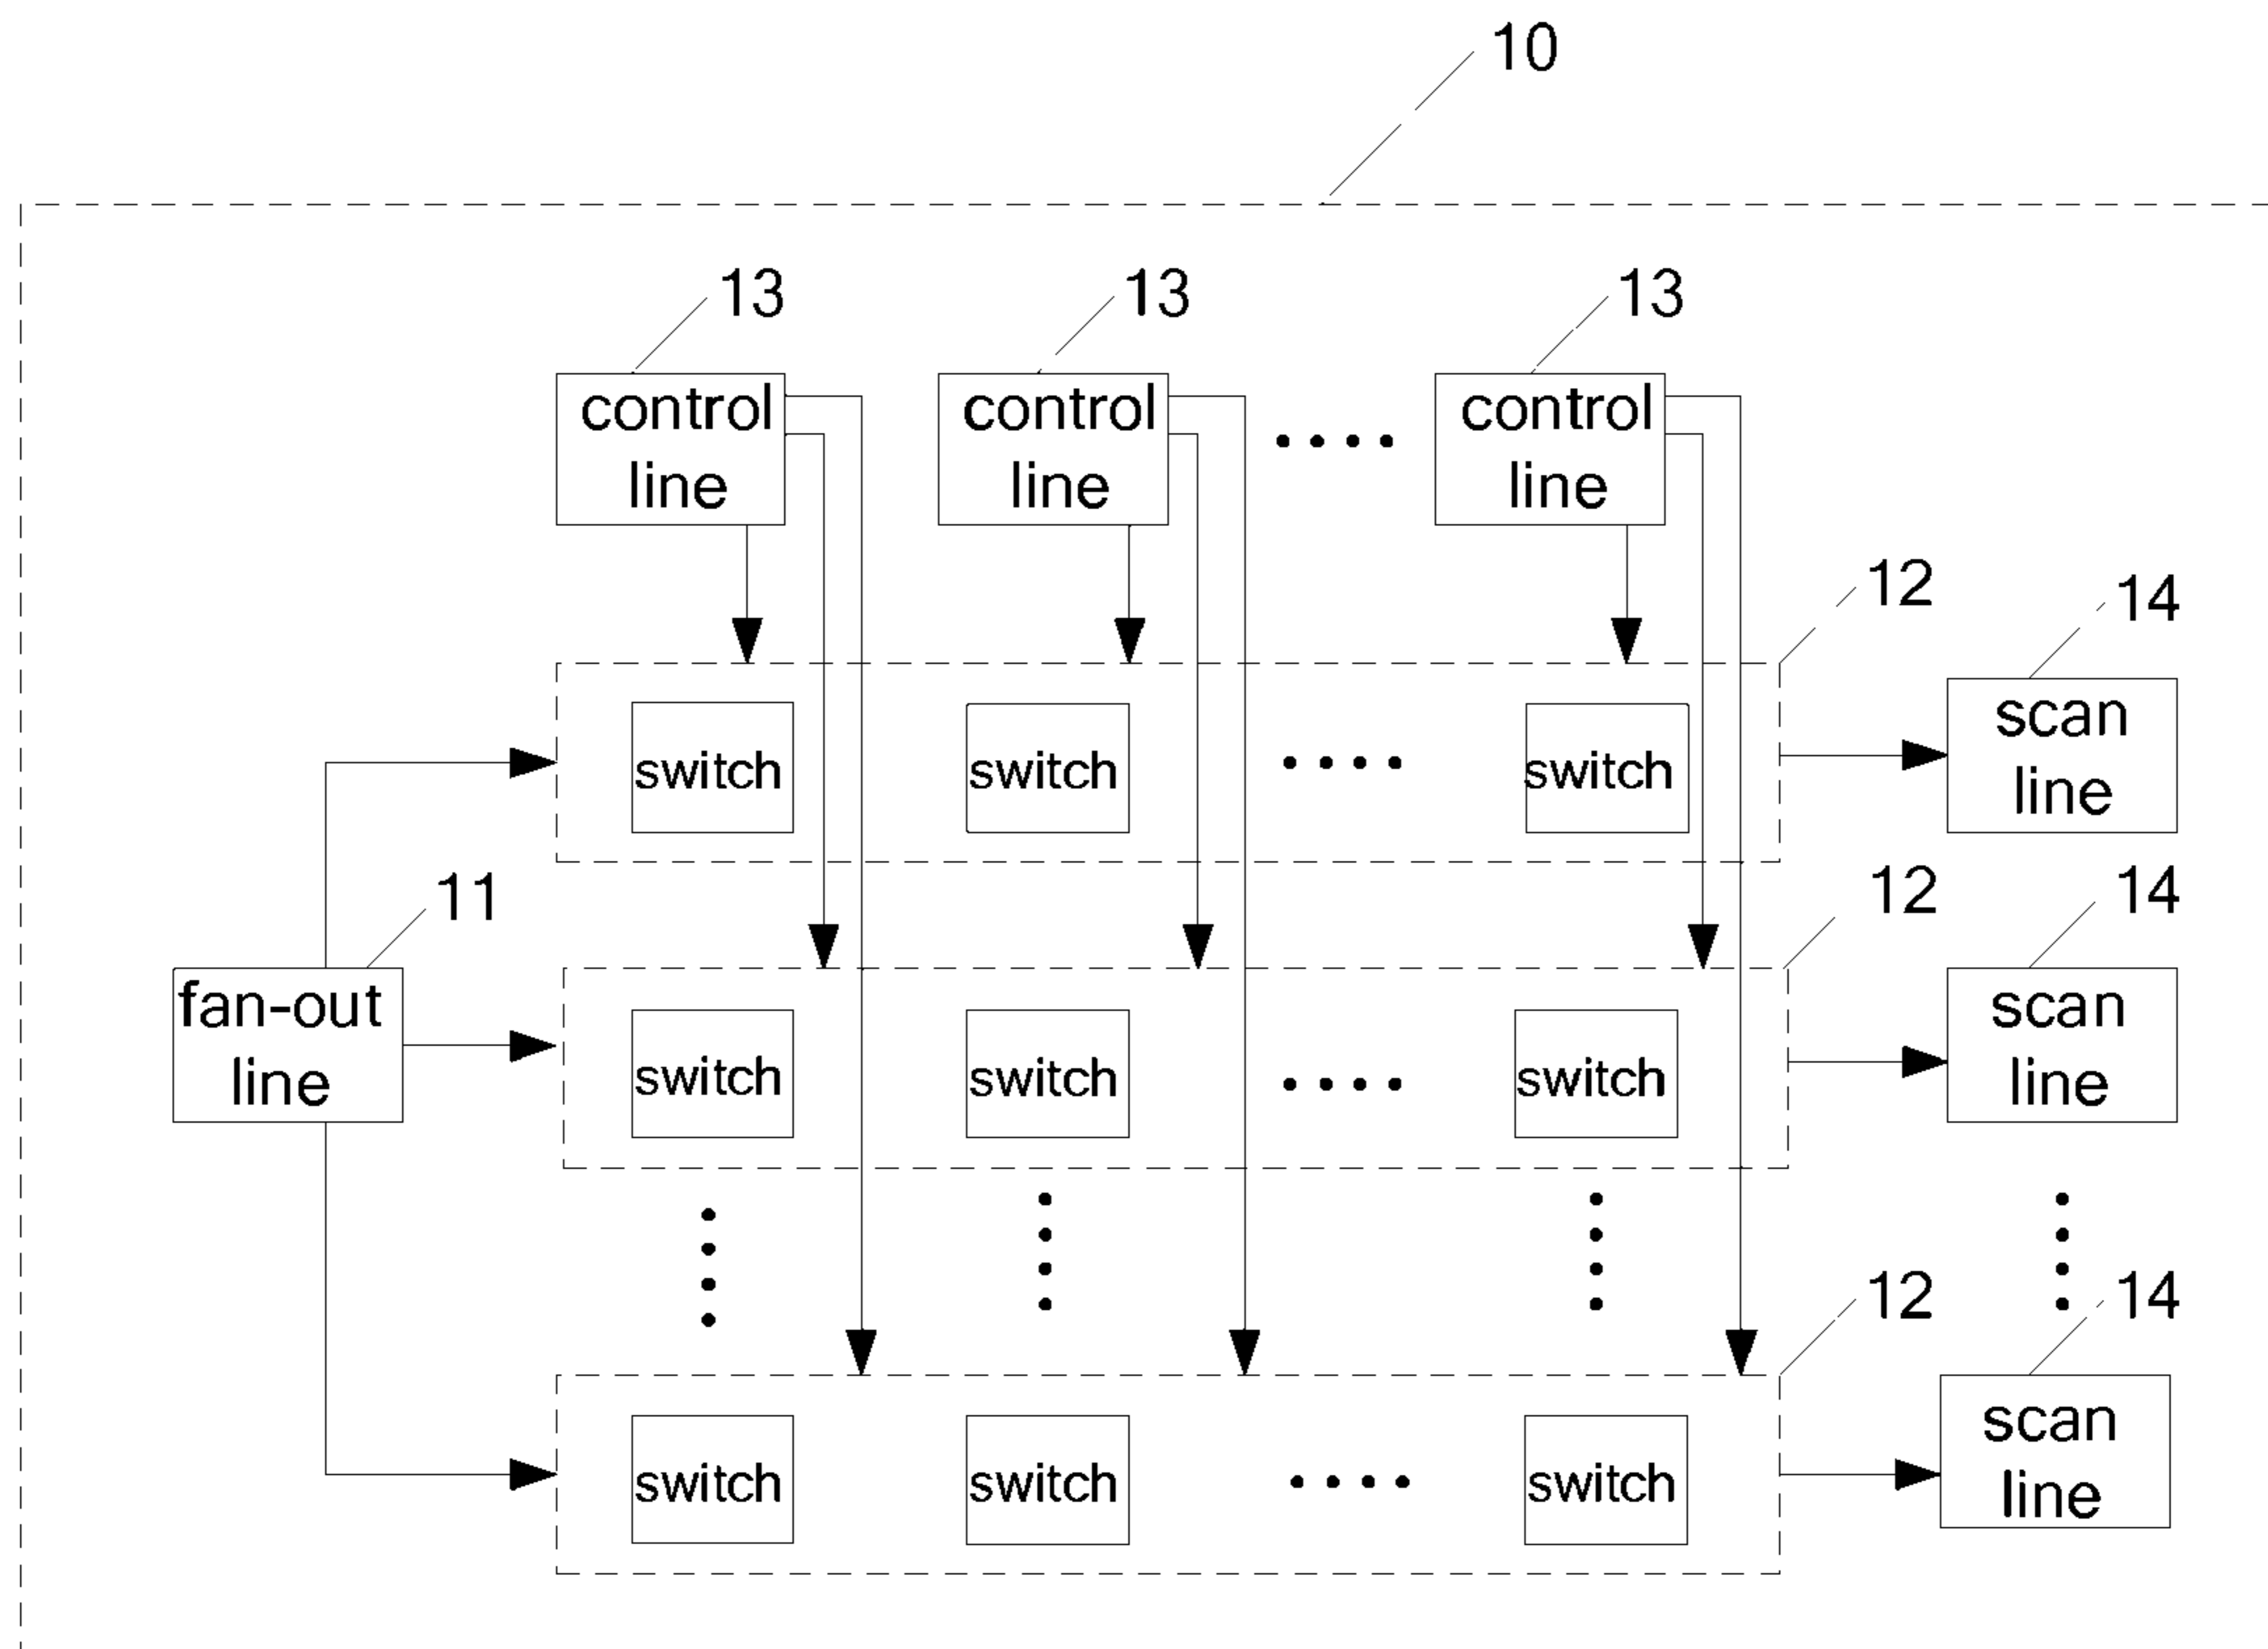 10
13
13
13
control
line
control
line
control
line
12
14
switch
switch
switch
scan
line
11
12
14
fan-out
line
switch
switch
switch
scan
line
12
14
switch
switch
switch
scan
line